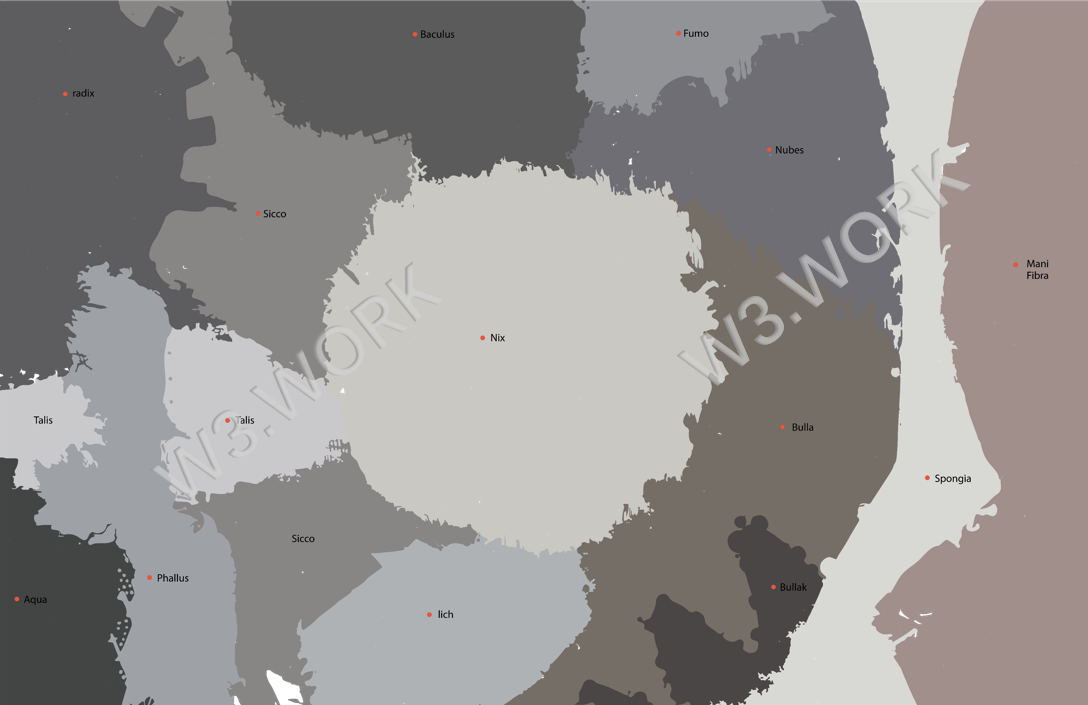 Baculus
Fumo
radix
Nubes
Sicco
Mani
Fibra
Nix
Talis
Talis
Bulla
Spongia
Sicco
Phallus
Bullak
Aqua
lich
W3.WORK
W3.WORK